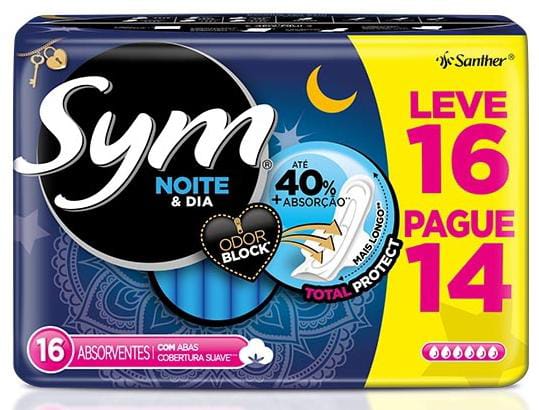 Santher®
Sym®
NOITE
& DIA
ODOR
BLOCK*
ATÉ
40%
+ABSORÇÃO**
MAIS LONGO**
TOTAL PROTECT
LEVE
16
PAGUE
14
16 ABSORVENTES
COM ABAS
COBERTURA SUAVE***